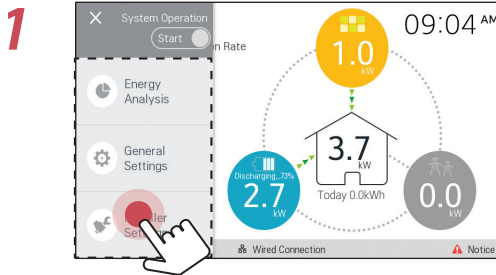 1
System Operation
Start
n Rate
09:04 AM
Energy
Analysis
General
Settings
1.0
kW
3.7
kW
Today 0.0kWh
Discharging,,73%
2.7
kW
0.0
kW
Wired Connection
Notice